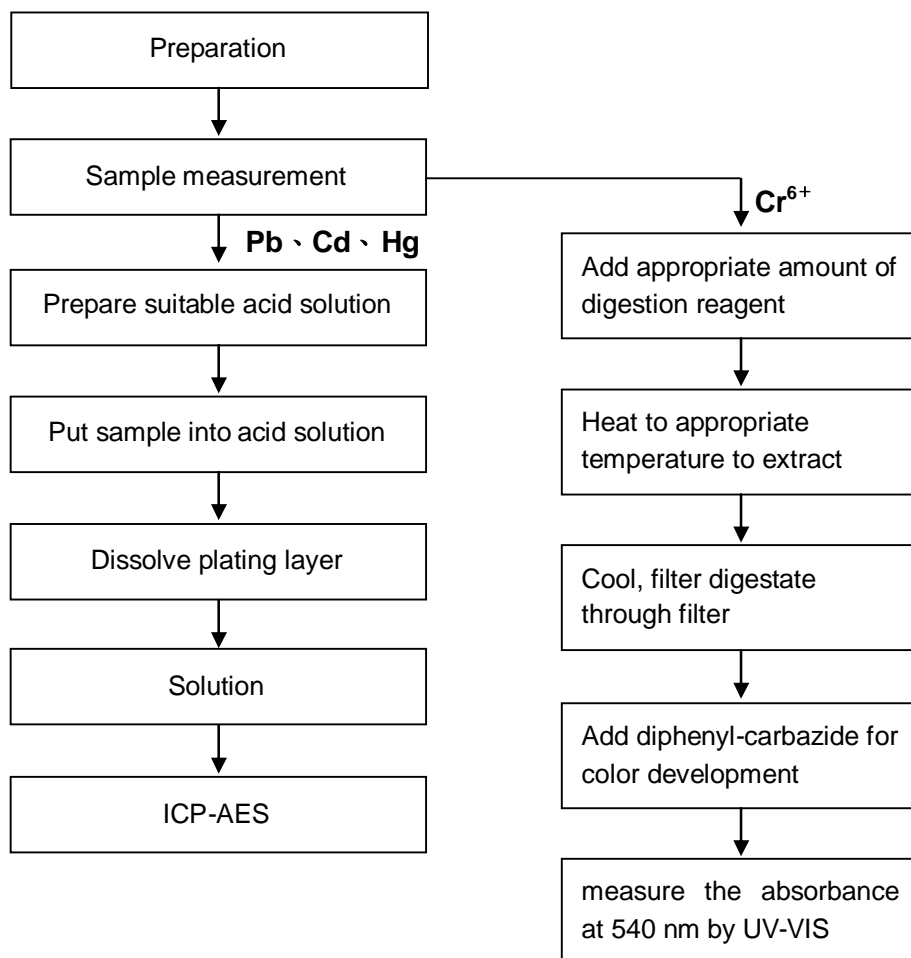 Preparation
Sample measurement
Pb、Cd、Hg
Prepare suitable acid solution
Put sample into acid solution
Dissolve plating layer
Solution
ICP-AES
Cr⁶⁺
Add appropriate amount of
digestion reagent
Heat to appropriate
temperature to extract
Cool, filter digestate
through filter
Add diphenyl-carbazide for
color development
measure the absorbance
at 540 nm by UV-VIS